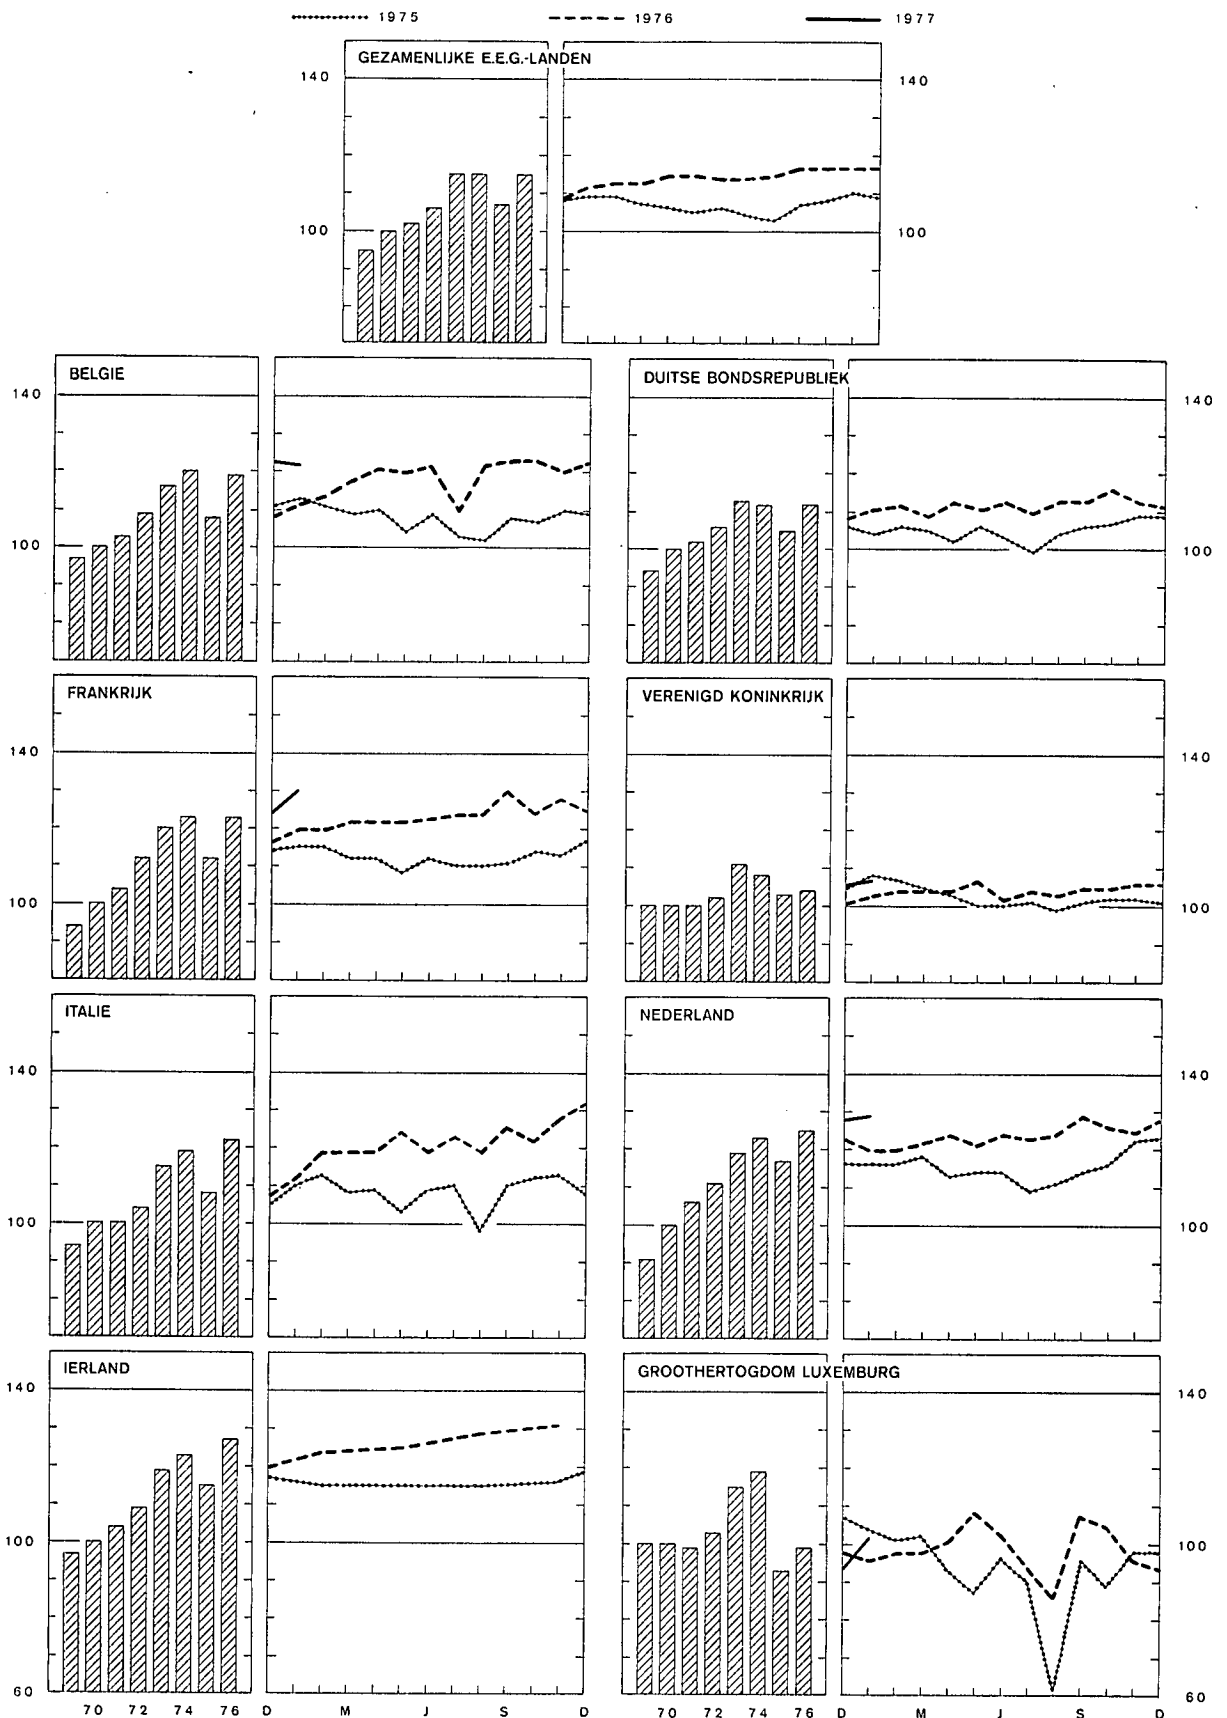 1975 1976 1977
GEZAMENLIJKE E.E.G.-LANDEN
140 140
100 100
BELGIE DUITSE BONDSREPUBLIEK
140 140
100 100
FRANKRIJK VERENIGD KONINKRIJK
140 140
100 100
ITALIE NEDERLAND
140 140
100 100
IERLAND GROOTHERTOGDOM LUXEMBURG
140 140
100 100
60 60
70 72 74 76 D M J S D 70 72 74 76 D M J S D